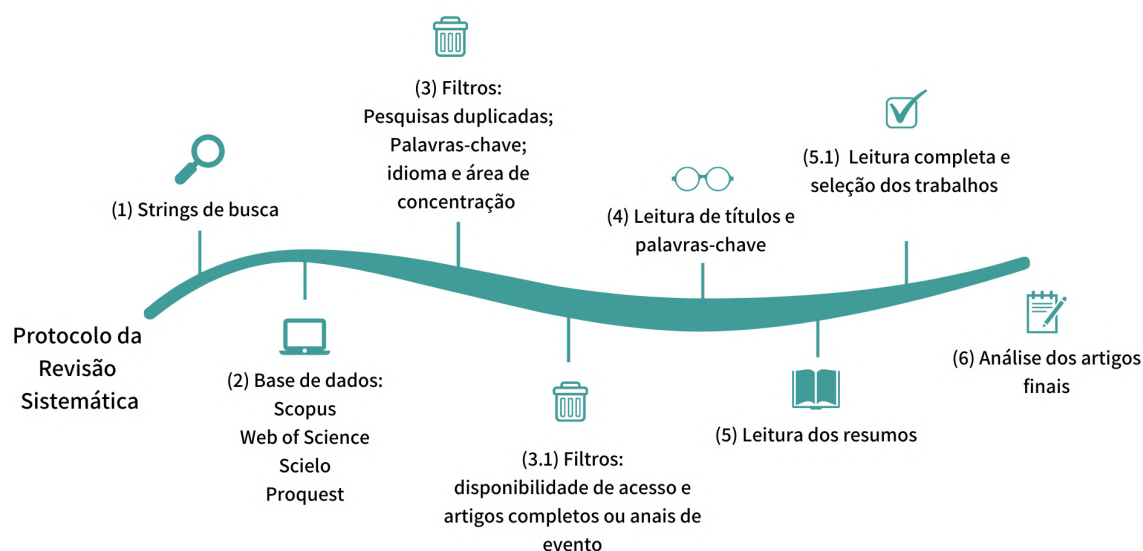 Protocolo da
Revisão
Sistemática
(1) Strings de busca
(2) Base de dados:
Scopus
Web of Science
Scielo
Proquest
(3) Filtros:
Pesquisas duplicadas;
Palavras-chave;
idioma e área de
concentração
(3.1) Filtros:
disponibilidade de acesso e
artigos completos ou anais de
evento
(4) Leitura de títulos e
palavras-chave
(5) Leitura dos resumos
(5.1) Leitura completa e
seleção dos trabalhos
(6) Análise dos artigos
finais